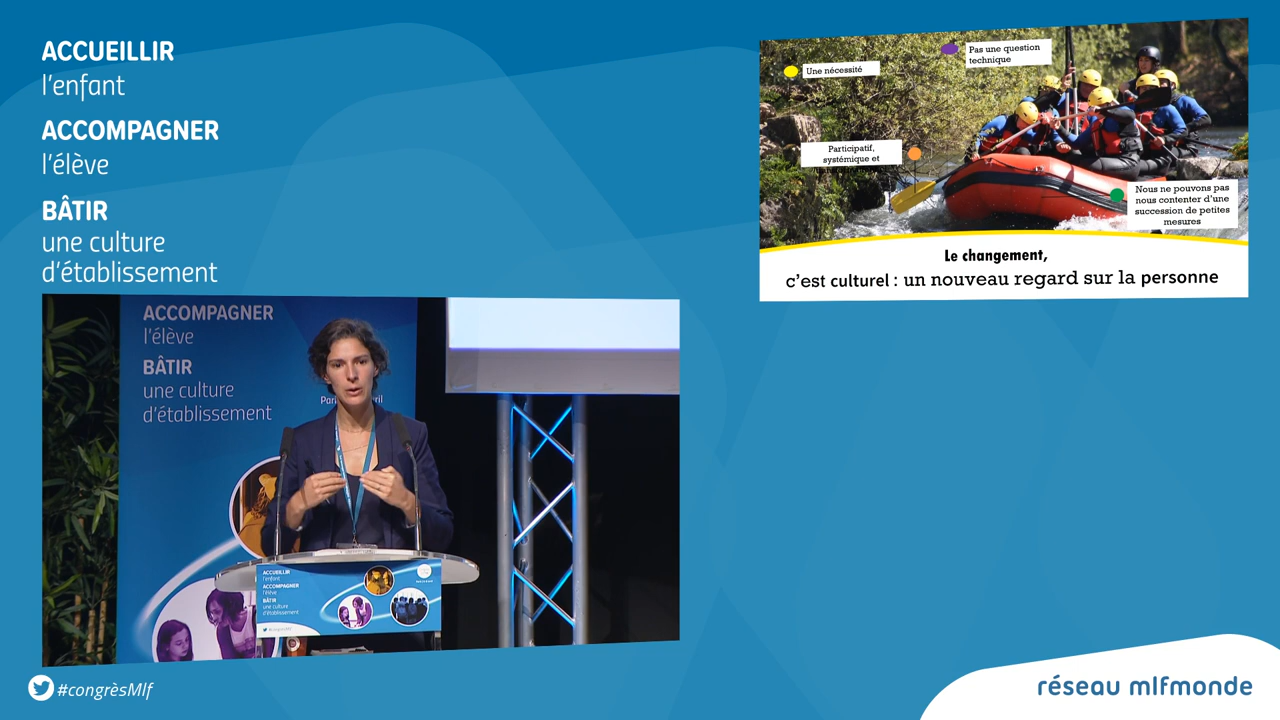 ACCUEILLIR
l'enfant
ACCOMPAGNER
l'élève
BÂTIR
une culture
d'établissement
Une nécessité
Pas une question
technique
Participatif,
systémique et
Nous ne pouvons pas
nous contenter d'une
succession de petites
mesures
Le changement,
c'est culturel : un nouveau regard sur la personne
ACCOMPAGNER
l'élève
BÂTIR
une culture
d'établissement
ACCUEILLIR
l'enfant
ACCOMPAGNER
l'élève
BÂTIR
une culture
d'établissement
#congrèsMlf
réseau mlfmonde